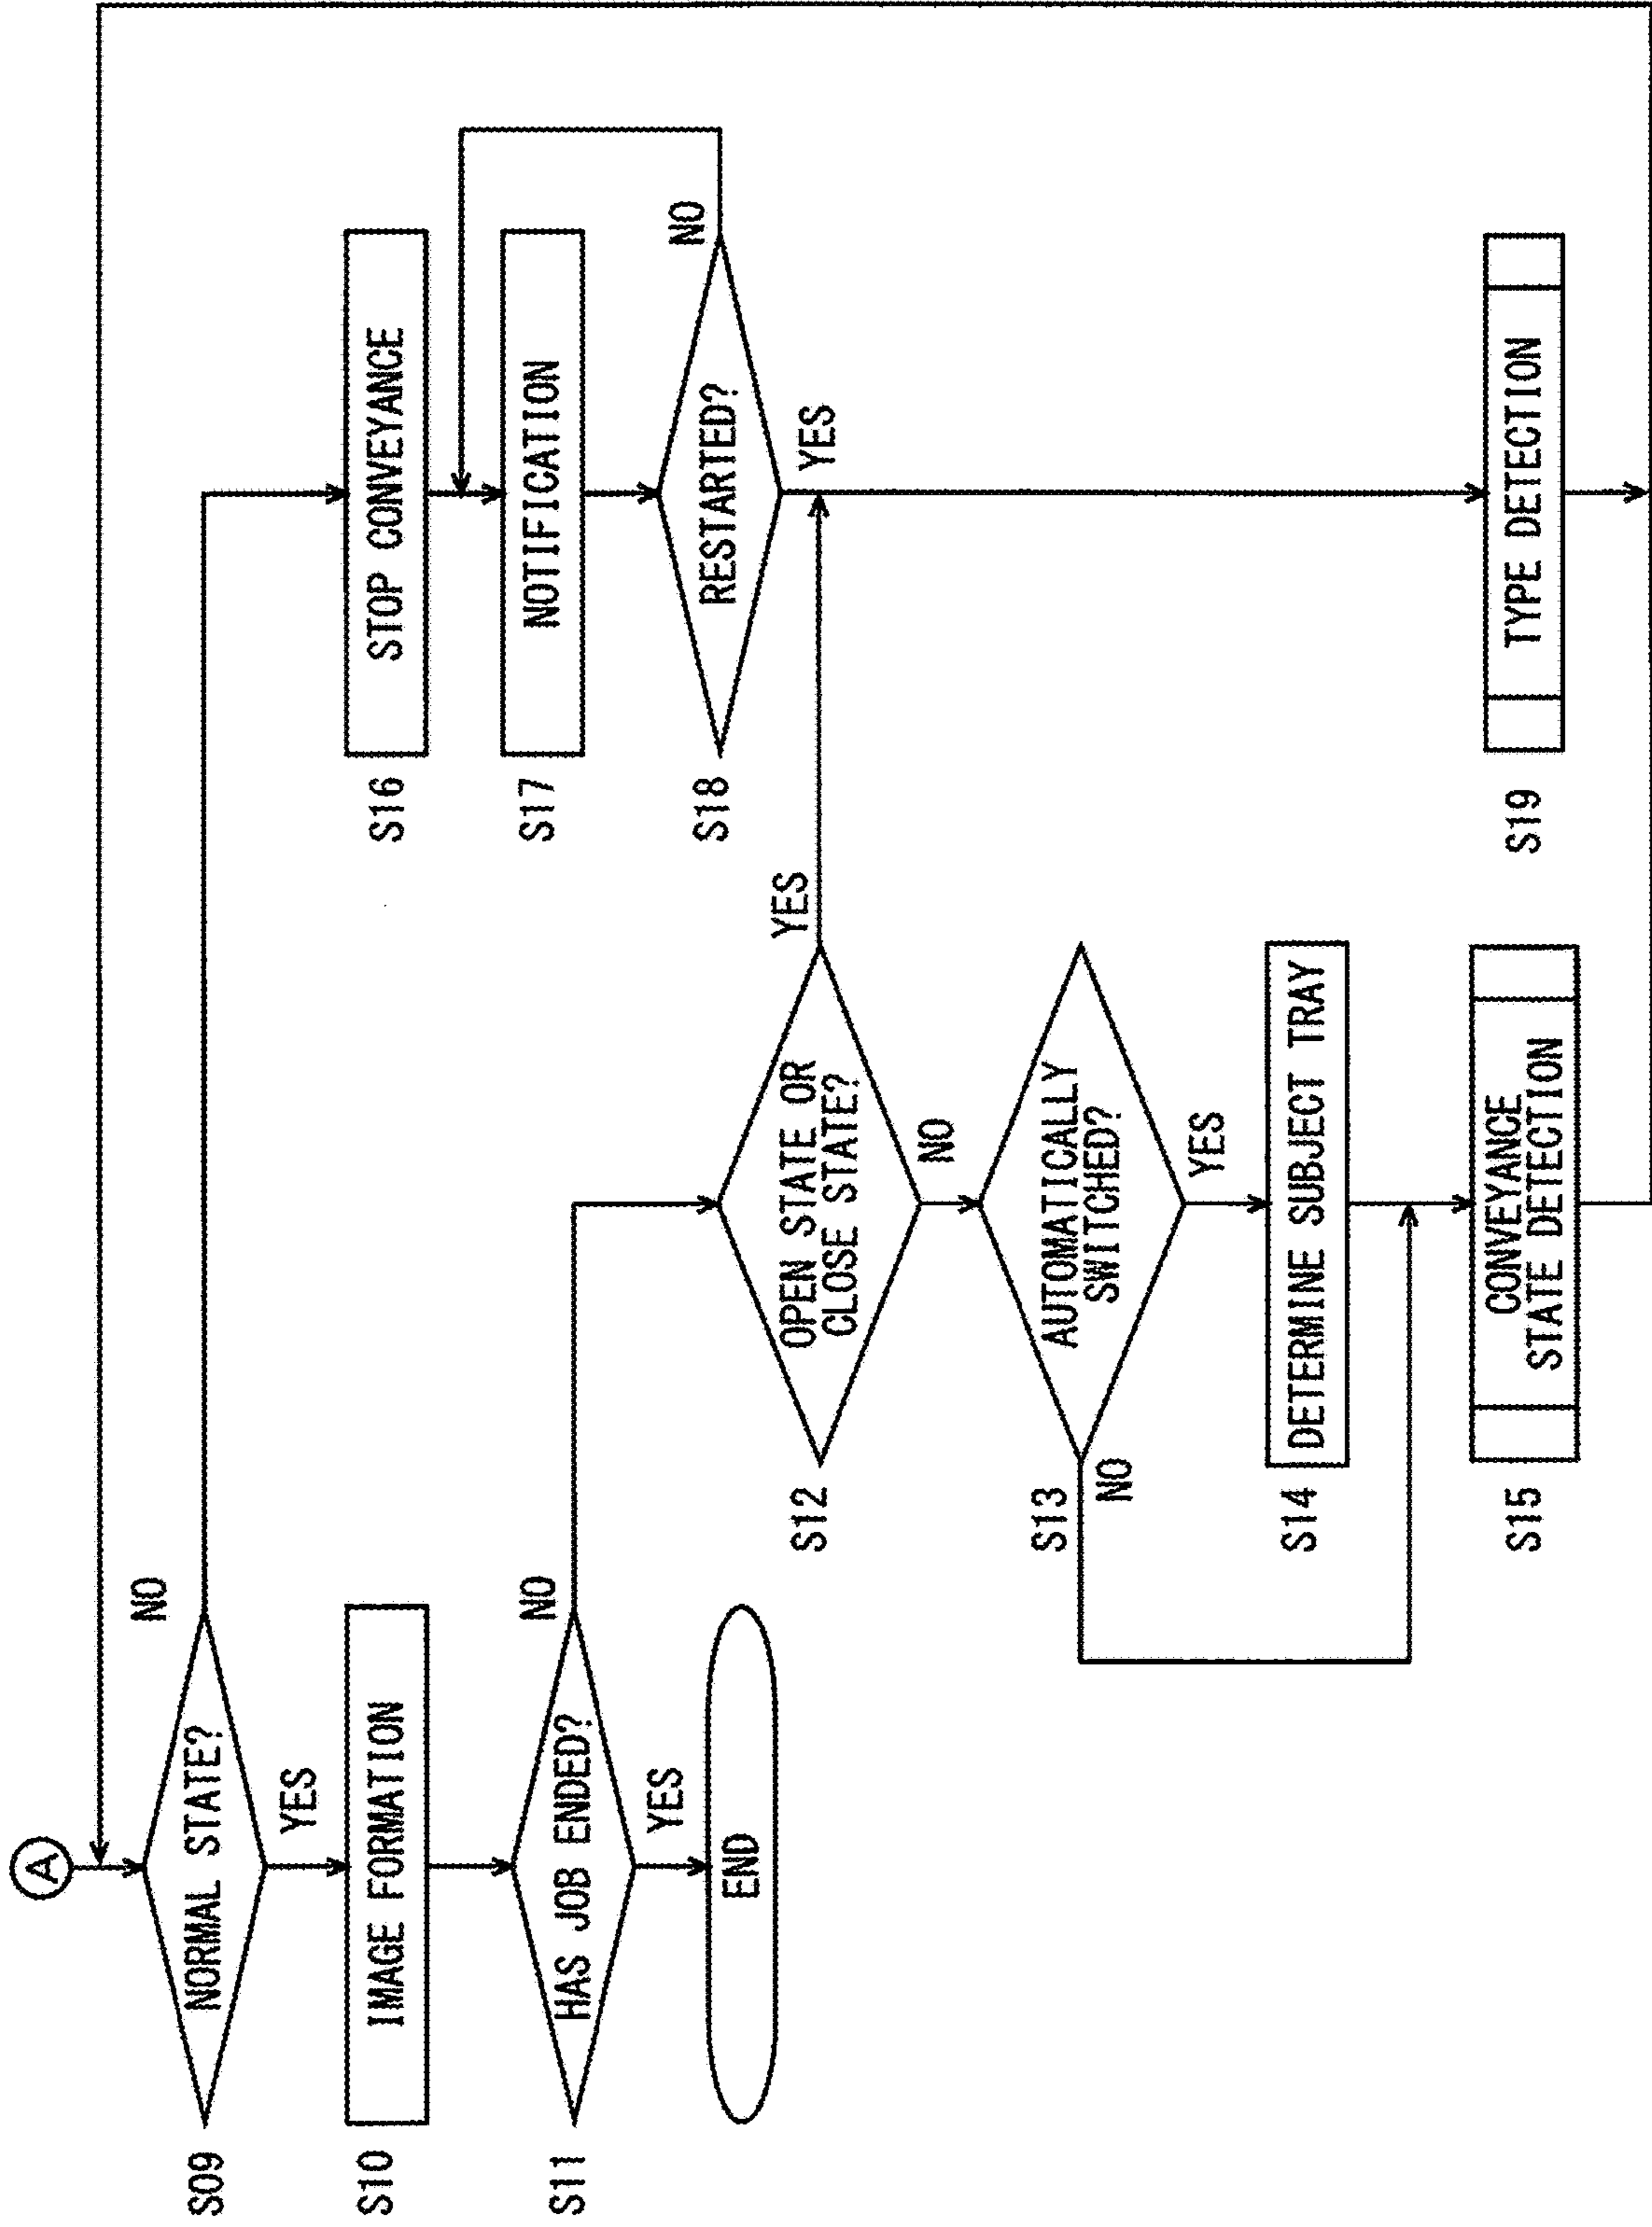 A
S09
NORMAL STATE?
NO
YES
S10
IMAGE FORMATION
S11
HAS JOB ENDED?
NO
YES
END
S12
OPEN STATE OR
CLOSE STATE?
YES
NO
S13
AUTOMATICALLY
SWITCHED?
NO
YES
S14
DETERMINE SUBJECT TRAY
S15
CONVEYANCE
STATE DETECTION
S16
STOP CONVEYANCE
S17
NOTIFICATION
S18
RESTARTED?
NO
YES
S19
TYPE DETECTION